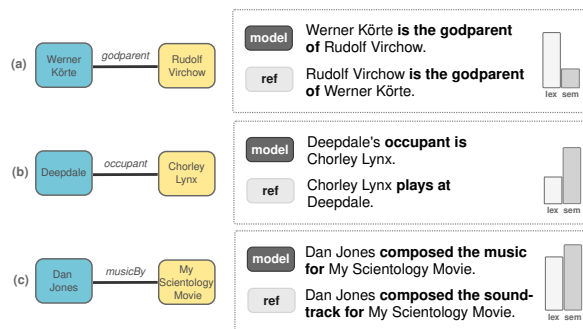 (a)
Werner
Körte
godparent
Rudolf
Virchow
model
Werner Körte is the godparent
of Rudolf Virchow.
ref
Rudolf Virchow is the godparent
of Werner Körte.
lex sem
(b)
Deepdale
occupant
Chorley
Lynx
model
Deepdale's occupant is
Chorley Lynx.
ref
Chorley Lynx plays at
Deepdale.
lex sem
(c)
Dan
Jones
musicBy
My
Scientology
Movie
model
Dan Jones composed the music
for My Scientology Movie.
ref
Dan Jones composed the sound-
track for My Scientology Movie.
lex sem